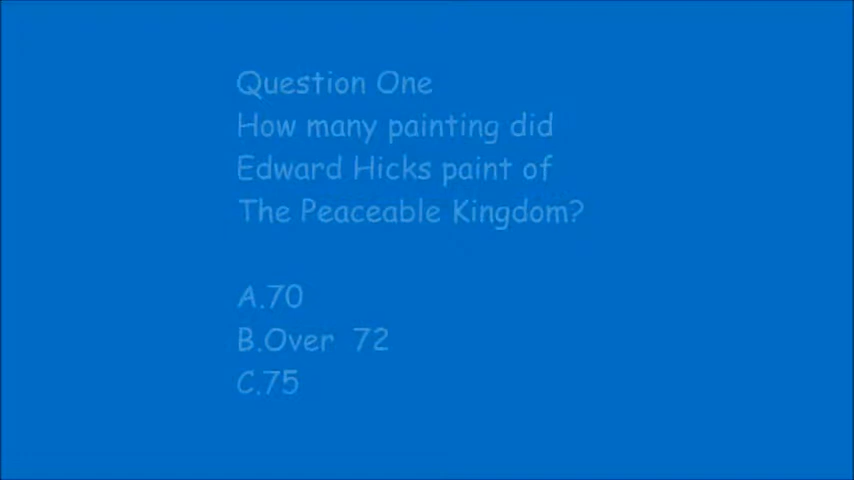 Question One
How many painting did
Edward Hicks paint of
The Peaceable Kingdom?
A.70
B.Over 72
C.75